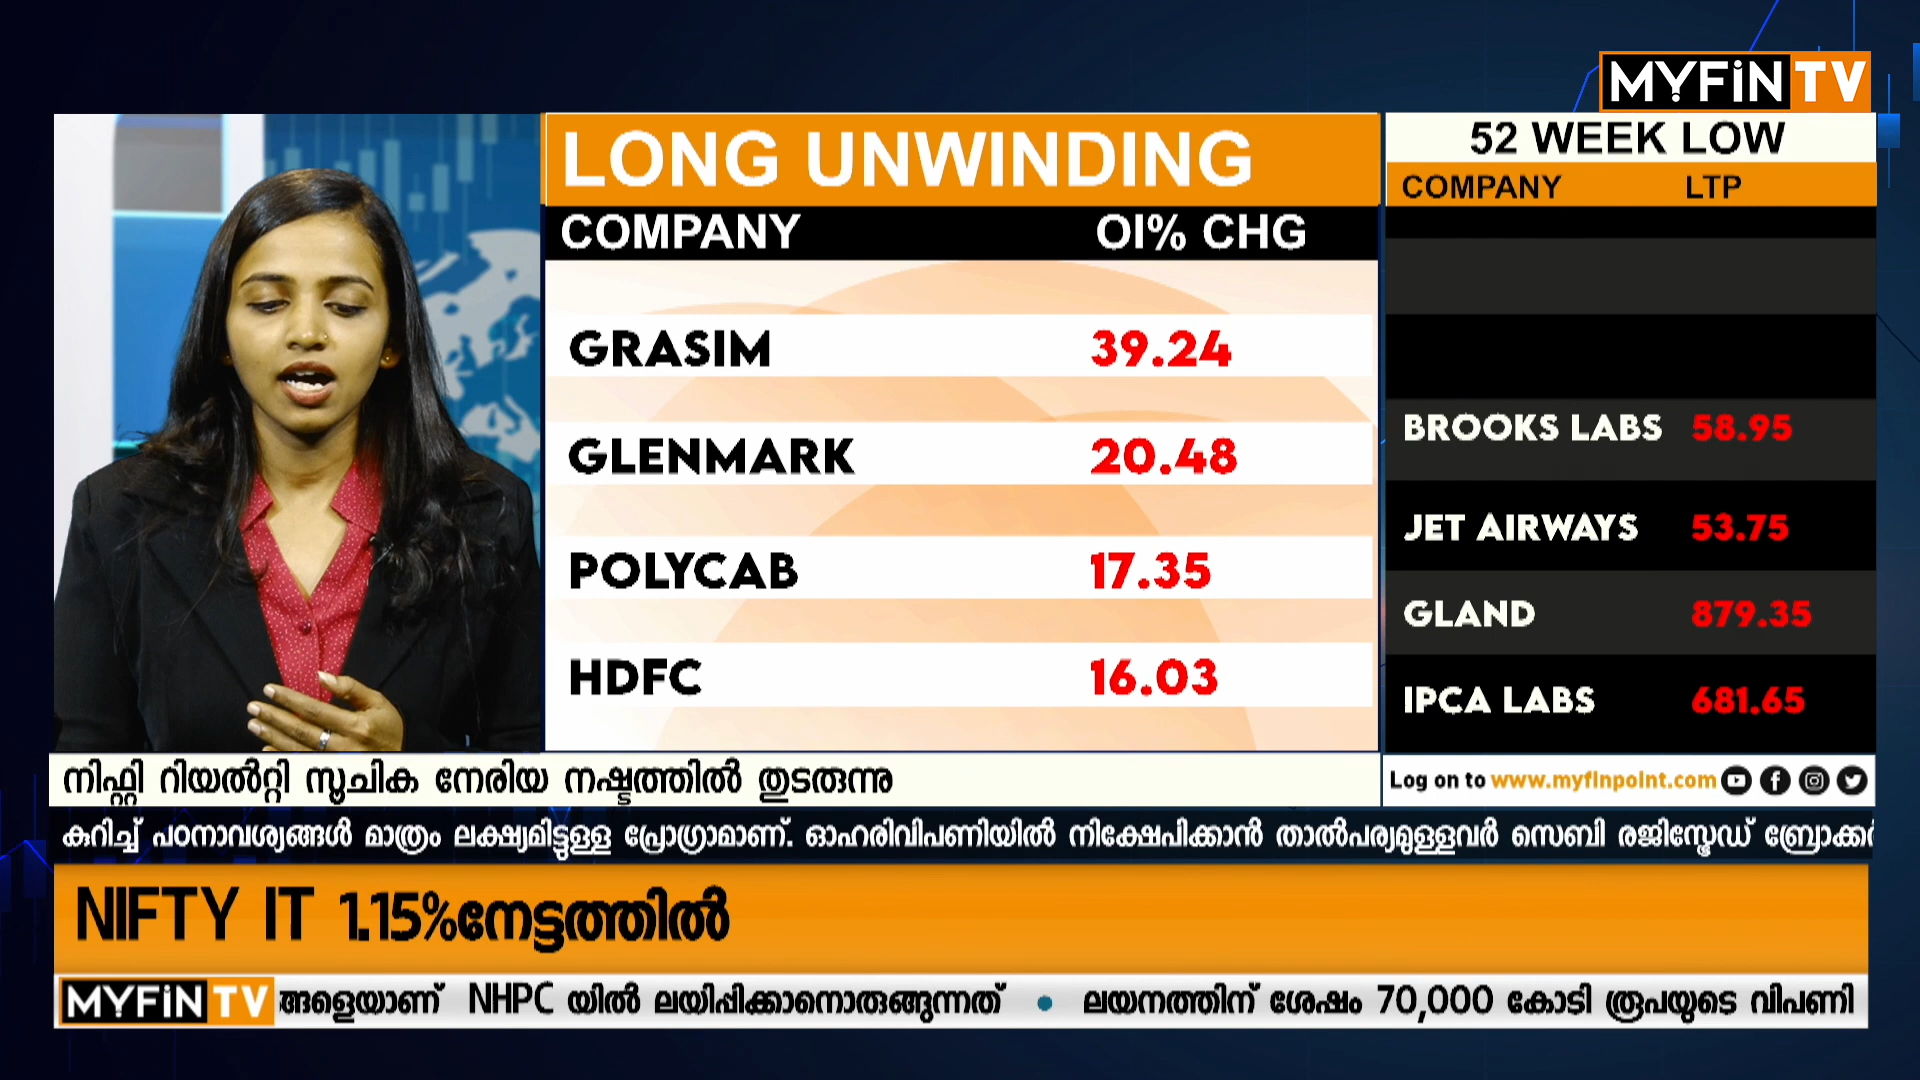 MYFiN TV
LONG UNWINDING
COMPANY OI% CHG
GRASIM 39.24
GLENMARK 20.48
POLYCAB 17.35
HDFC 16.03
52 WEEK LOW
COMPANY LTP
BROOKS LABS 58.95
JET AIRWAYS 53.75
GLAND 879.35
IPCA LABS 681.65
നിഫ്റ്റി റിയൽറ്റി സൂചിക നേരിയ നഷ്ടത്തിൽ തുടരുന്നു
Log on to www.myfinpoint.com
കുറിച്ച് പഠനാവശ്യങ്ങൾ മാത്രം ലക്ഷ്യമിട്ടുള്ള പ്രോഗ്രാമാണ്. ഓഹരിവിപണിയിൽ നിക്ഷേപിക്കാൻ താൽപര്യമുള്ളവർ സെബി രജിസ്റ്റേഡ് ബ്രോക്കർ
NIFTY IT 1.15%നേട്ടത്തിൽ
MYFiN TV ങ്ങളെയാണ് NHPC യിൽ ലയിപ്പിക്കാനൊരുങ്ങുന്നത് • ലയനത്തിന് ശേഷം 70,000 കോടി രൂപയുടെ വിപണി